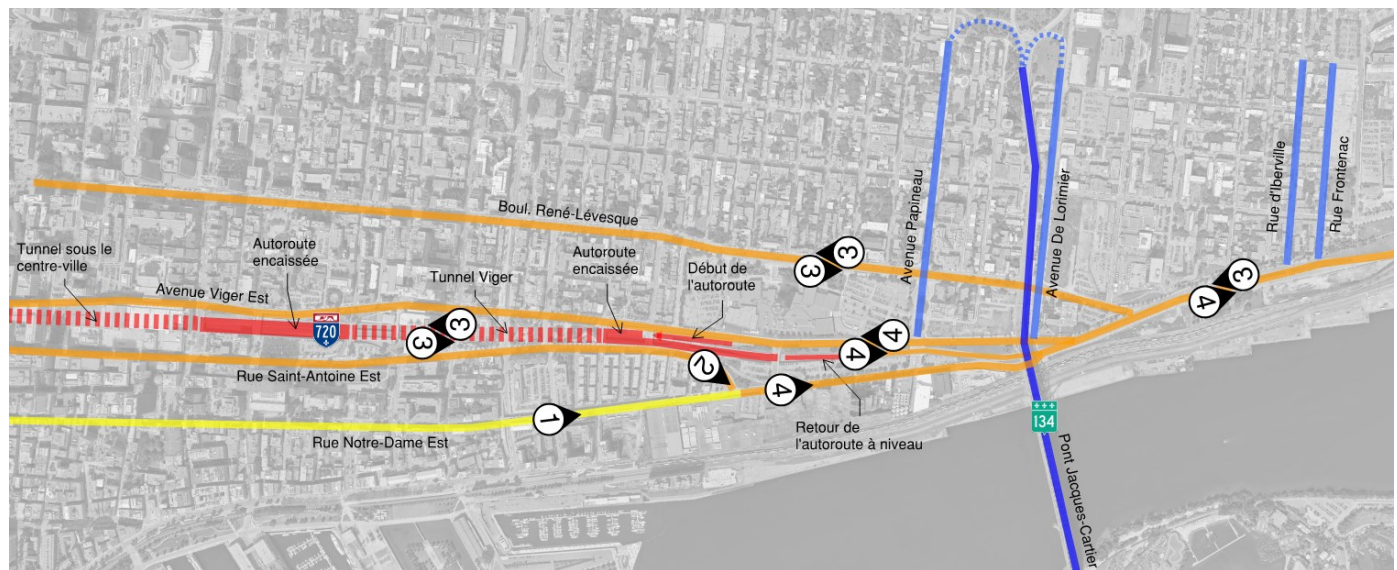 Boul. René-Lévesque
Avenue Papineau
Avenue De Lorimier
Rue d'Iberville
Rue Frontenac
3
3
3
4
Tunnel sous le
centre-ville
Autoroute
encaissée
Avenue Viger Est
Tunnel Viger
Autoroute
encaissée
Début de
l'autoroute
720
3
3
4
4
Rue Saint-Antoine Est
2
4
1
Rue Notre-Dame Est
Retour de
l'autoroute à niveau
134
Pont Jacques-Cartier